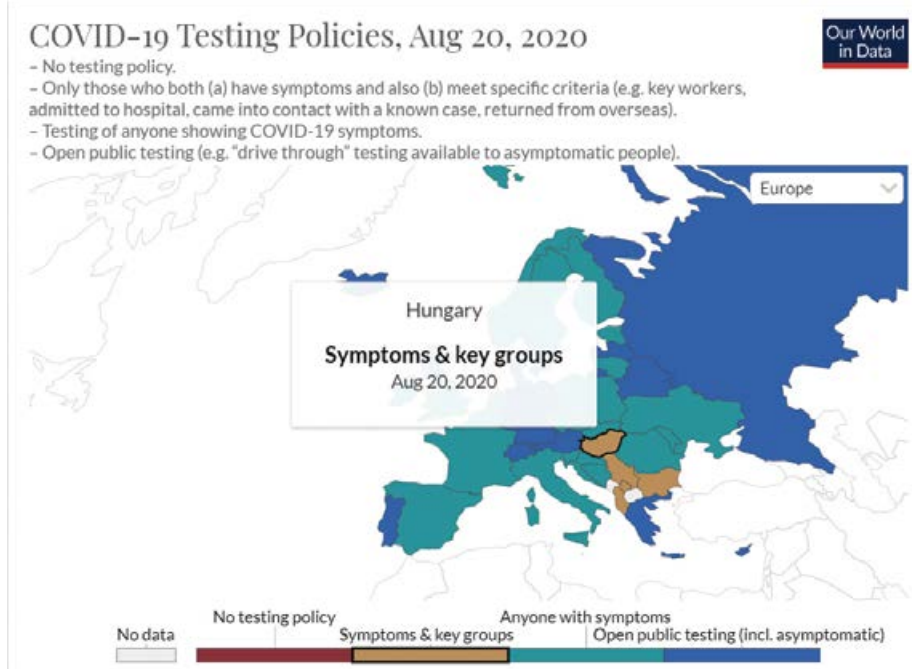 COVID-19 Testing Policies, Aug 20, 2020
Our World
in Data
– No testing policy.
– Only those who both (a) have symptoms and also (b) meet specific criteria (e.g. key workers,
admitted to hospital, came into contact with a known case, returned from overseas).
– Testing of anyone showing COVID-19 symptoms.
– Open public testing (e.g. "drive through" testing available to asymptomatic people).
Europe
Hungary
Symptoms & key groups
Aug 20, 2020
No testing policy
Anyone with symptoms
No data
Symptoms & key groups
Open public testing (incl. asymptomatic)